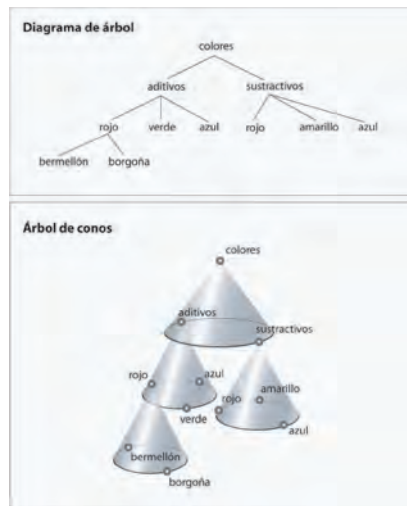 Diagrama de árbol
colores
aditivos sustractivos
rojo verde azul rojo amarillo azul
bermellón borgoña
Árbol de conos
colores
aditivos
sustractivos
rojo azul amarillo
rojo
verde
azul
bermellón
borgoña